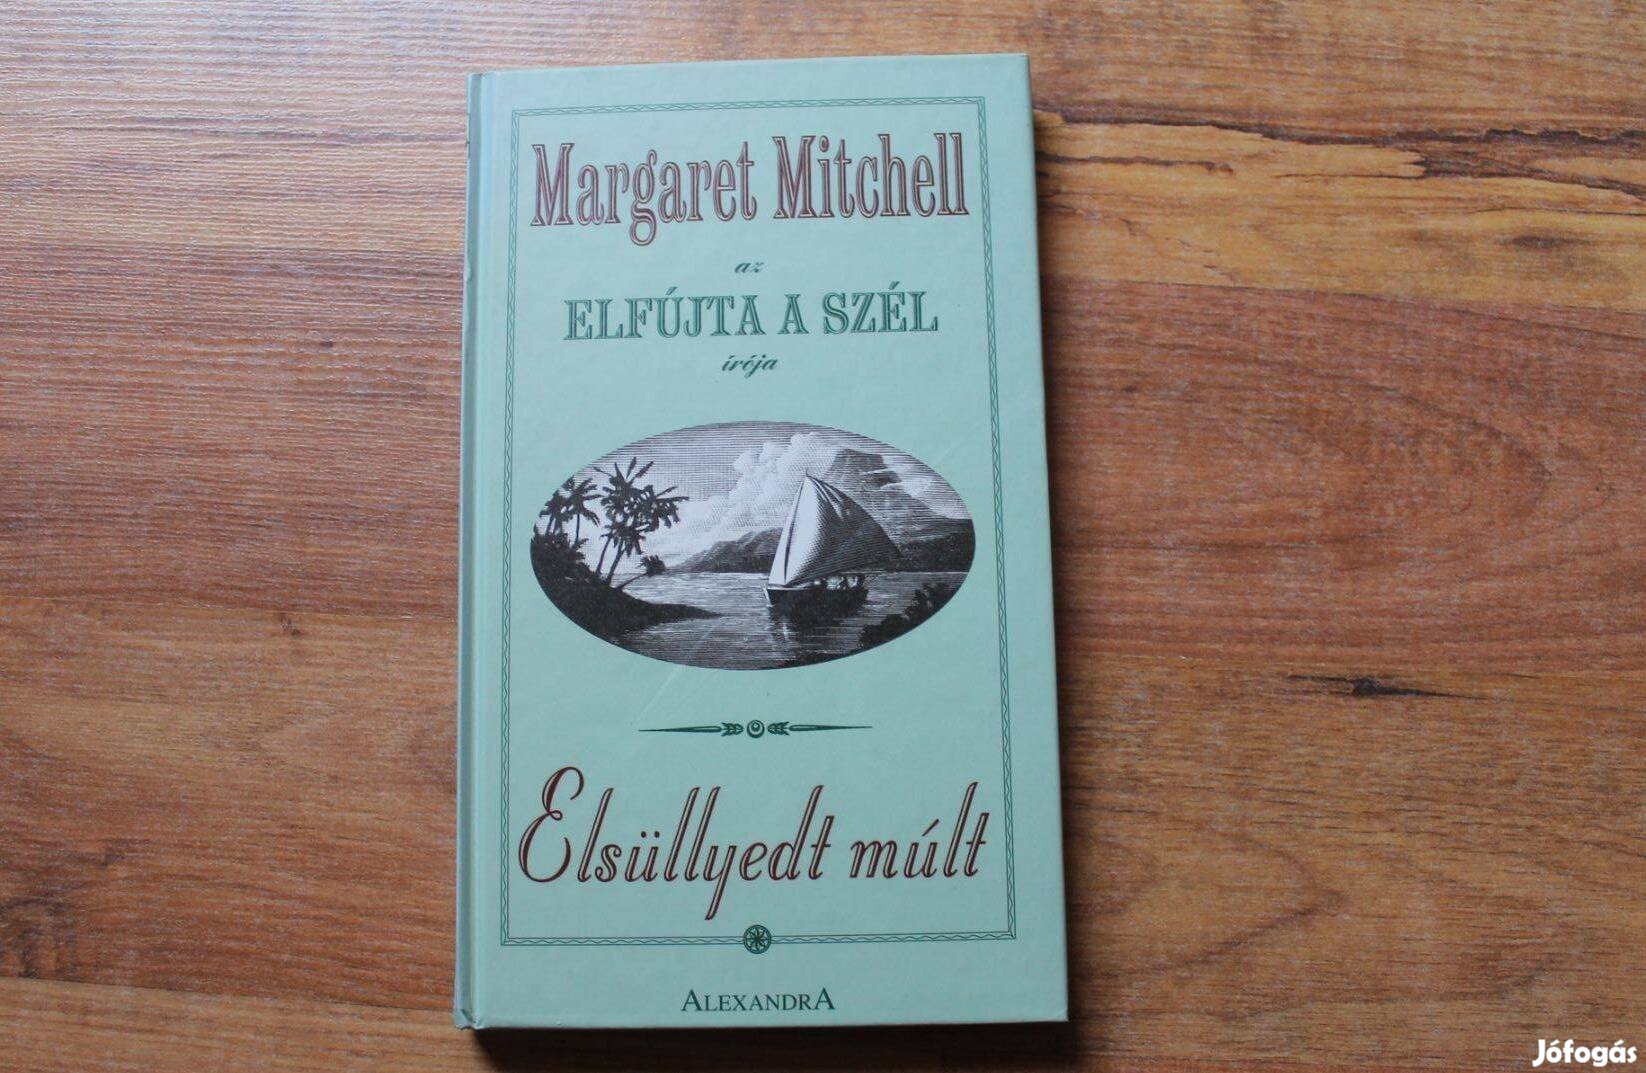 Margaret Mitchell
az
ELFÚJTA A SZÉL
írója
Elsüllyedt múlt
ALEXANDRA
Jófogás